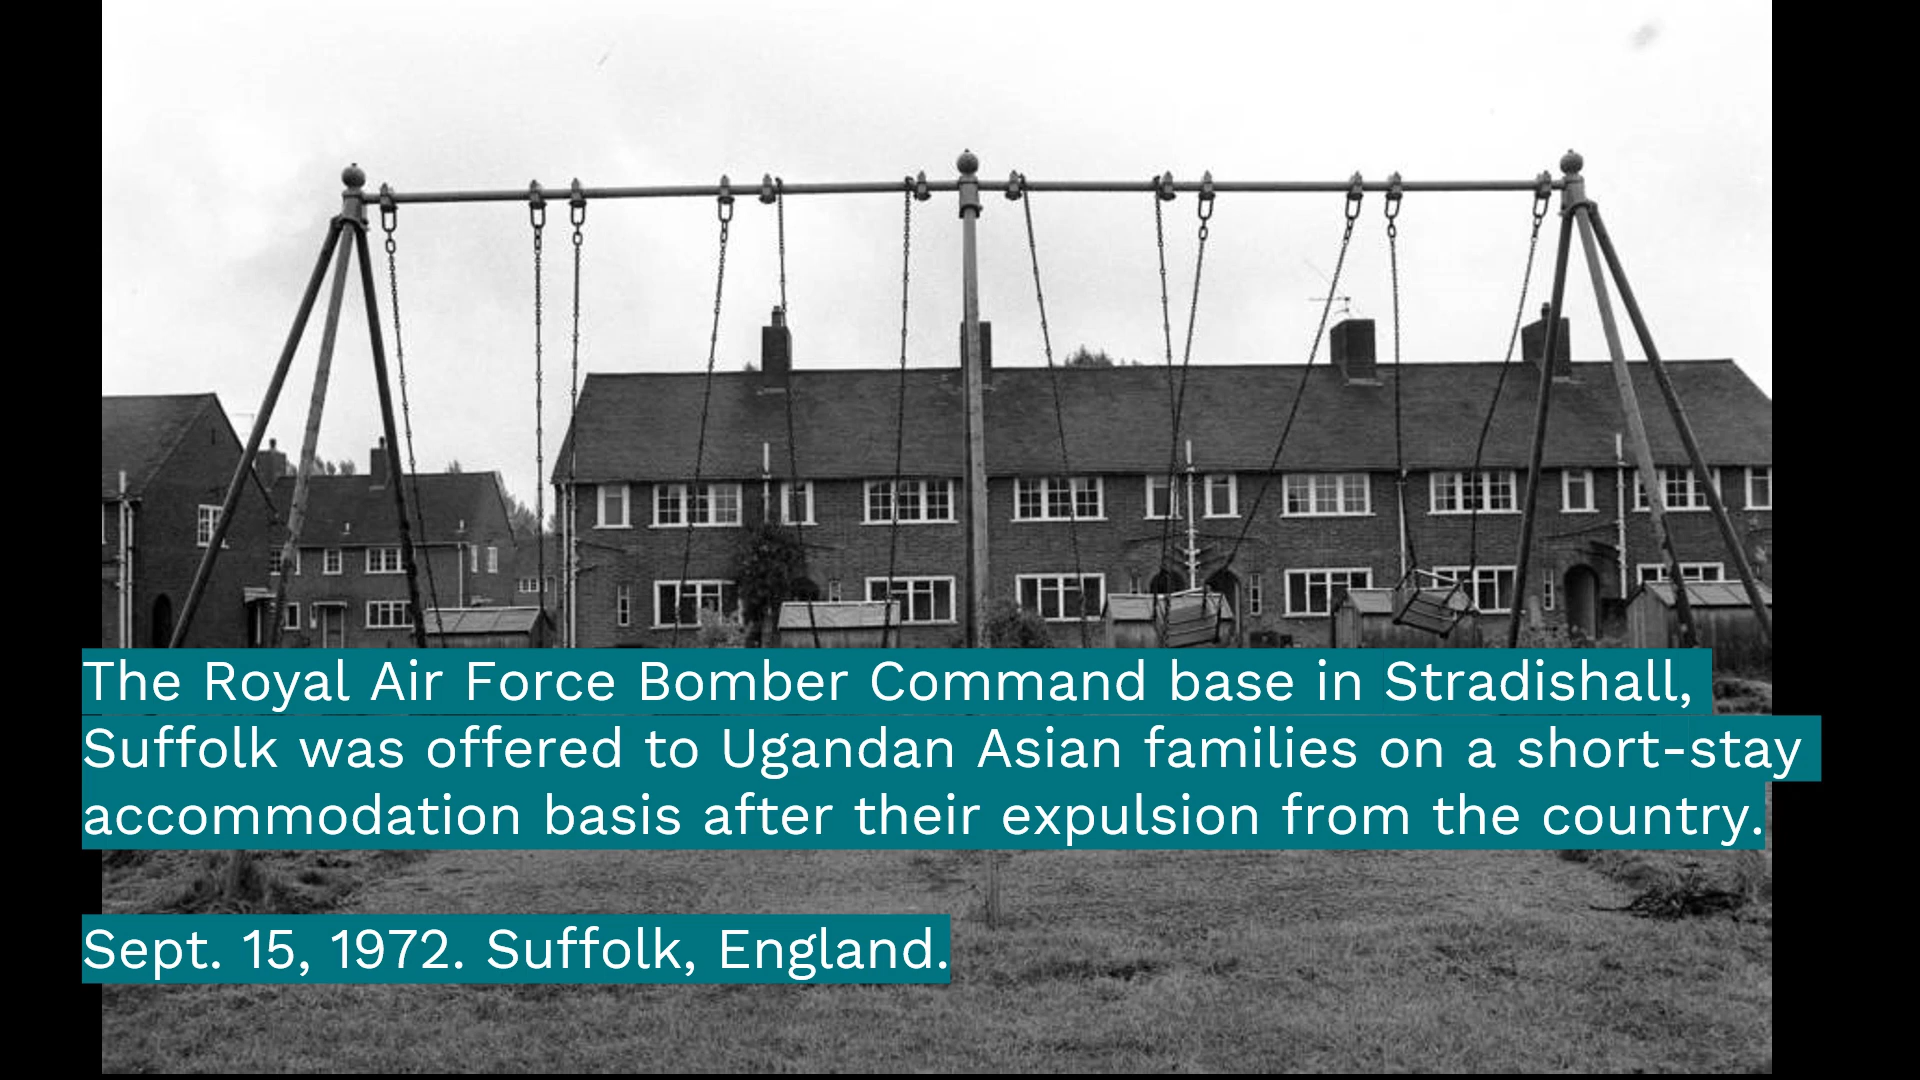 The Royal Air Force Bomber Command base in Stradishall,
Suffolk was offered to Ugandan Asian families on a short-stay
accommodation basis after their expulsion from the country.
Sept. 15, 1972. Suffolk, England.